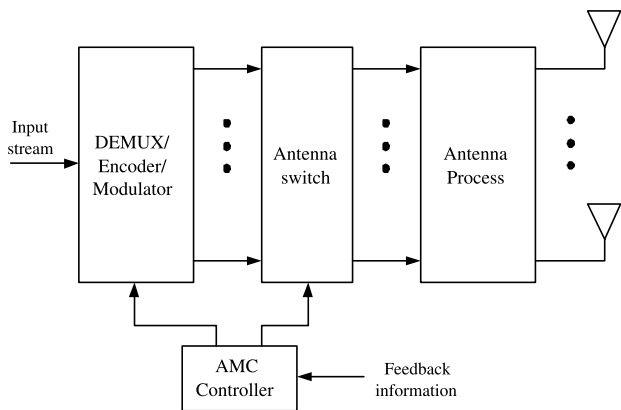 Input
stream
DEMUX/
Encoder/
Modulator
Antenna
switch
Antenna
Process
AMC
Controller
Feedback
information